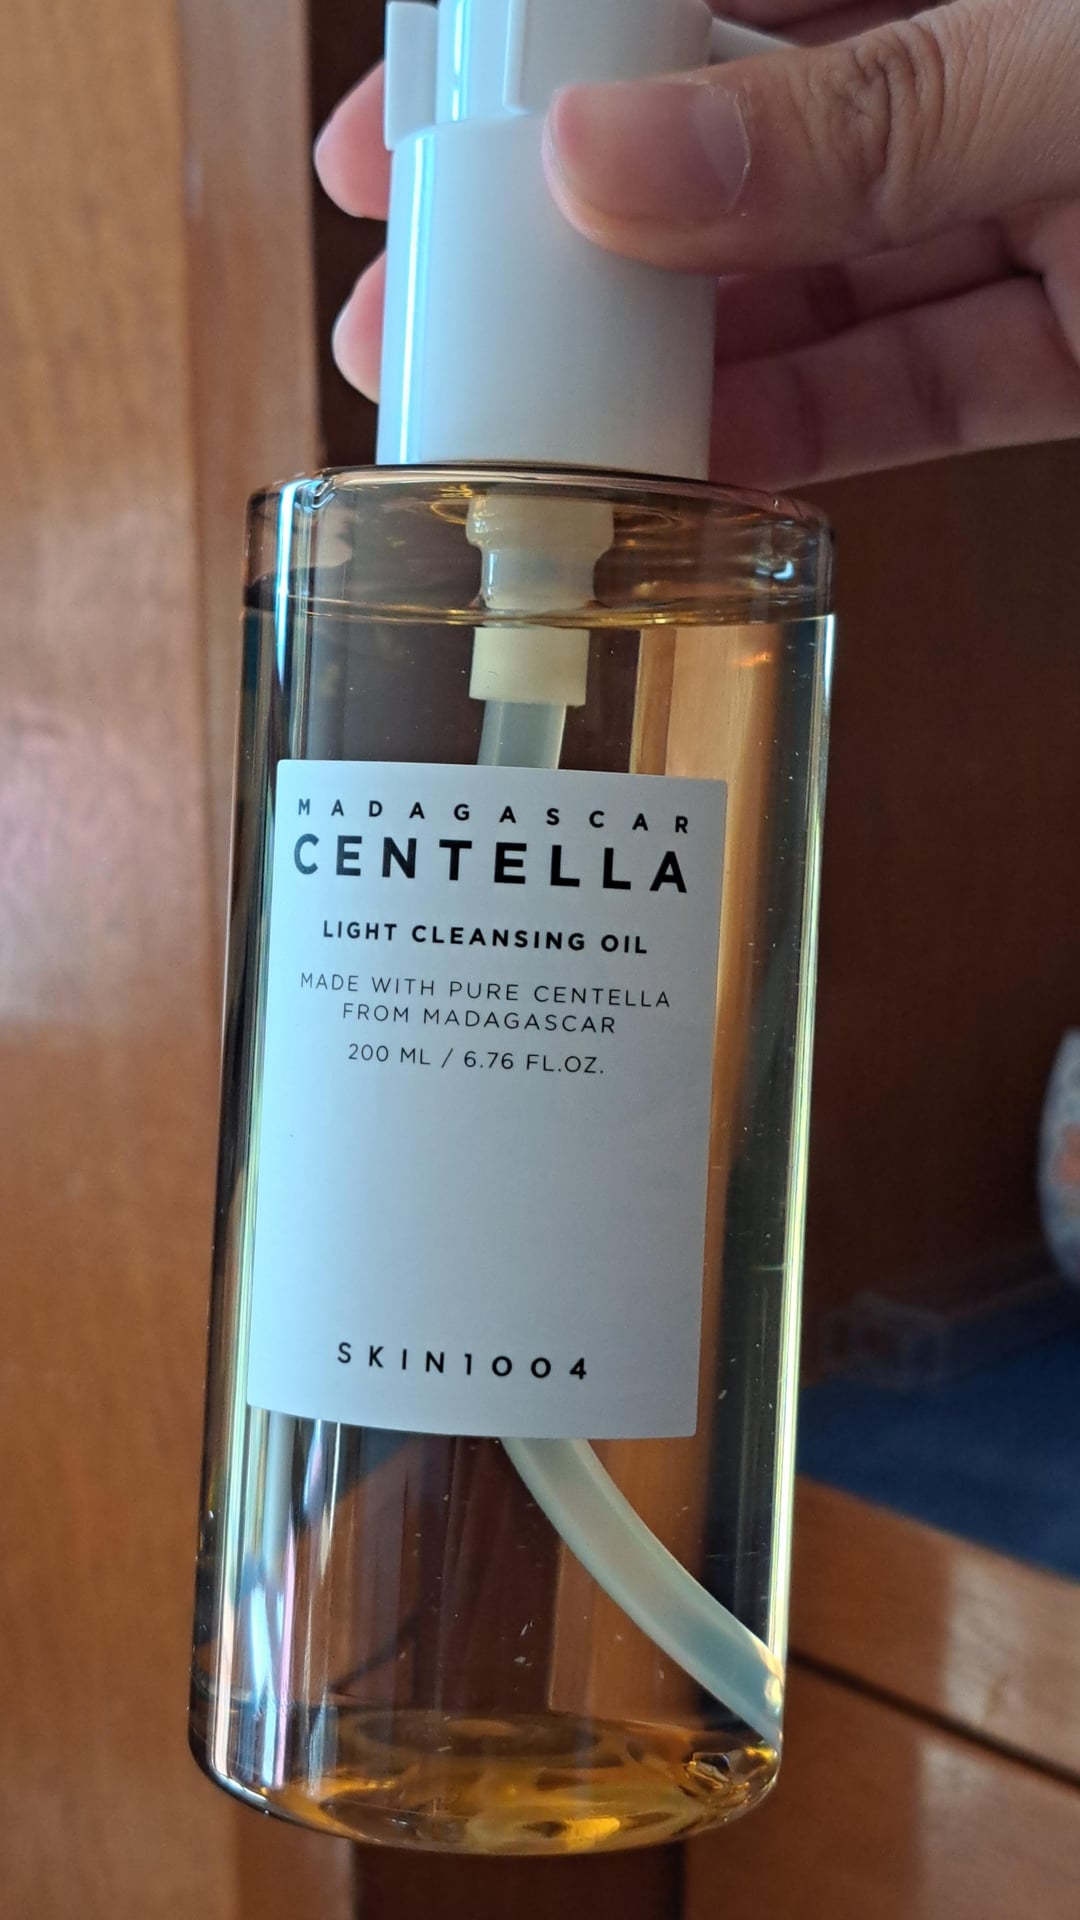 MADAGASCAR
CENTELLA
LIGHT CLEANSING OIL
MADE WITH PURE CENTELLA
FROM MADAGASCAR
200 ML / 6.76 FL.OZ.
SKIN1004